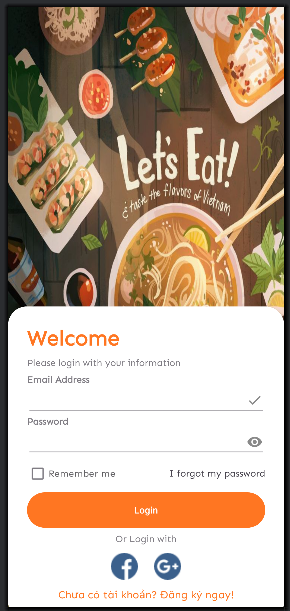 Let's Eat!
& taste the flavors of Vietnam
Welcome
Please login with your information
Email Address
Password
Remember me
I forgot my password
Login
Or Login with
f
G+
Chưa có tài khoản? Đăng ký ngay!